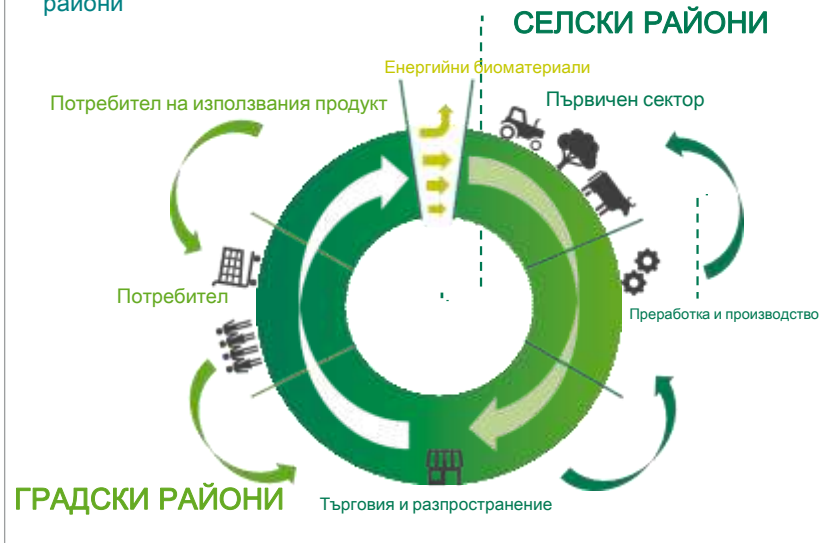 райони
СЕЛСКИ РАЙОНИ
Енергийни биоматериали
Потребител на използвания продукт
Първичен сектор
Потребител
Преработка и производство
ГРАДСКИ РАЙОНИ
Търговия и разпространение